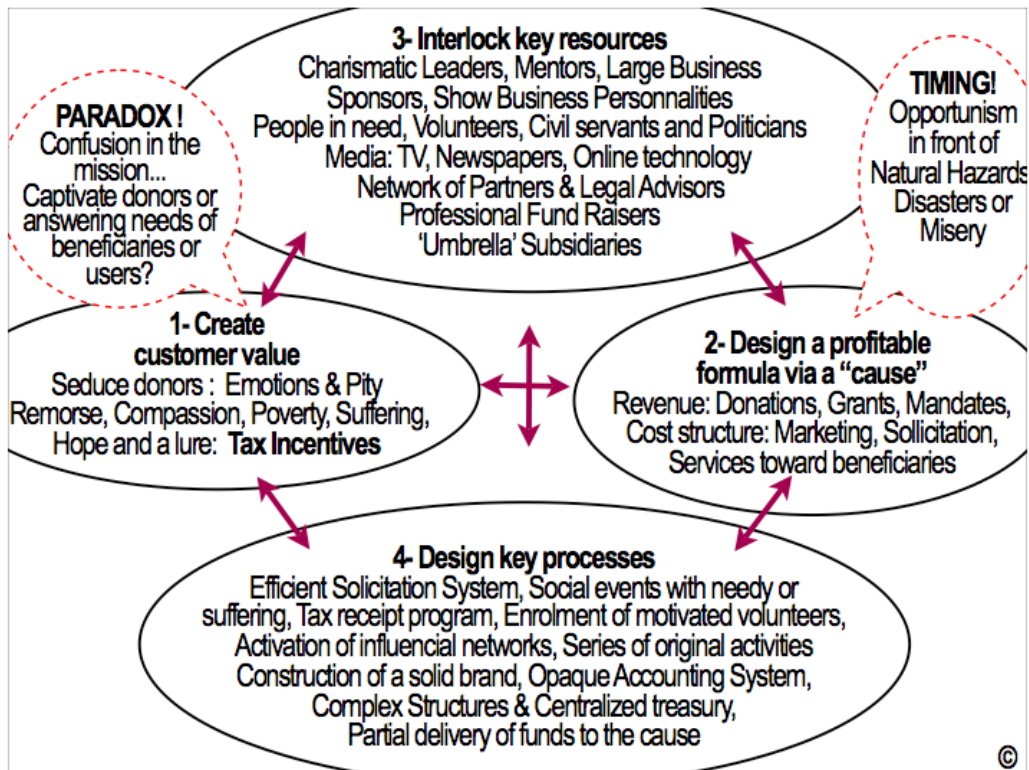 3- Interlock key resources
Charismatic Leaders, Mentors, Large Business
Sponsors, Show Business Personnalities
People in need, Volunteers, Civil servants and Politicians
Media: TV, Newspapers, Online technology
Network of Partners & Legal Advisors
Professional Fund Raisers
‘Umbrella’ Subsidiaries
PARADOX !
Confusion in the
mission...
Captivate donors or
answering needs of
beneficiaries or
users?
TIMING!
Opportunism
in front of
Natural Hazards
Disasters or
Misery
1- Create
customer value
Seduce donors : Emotions & Pity
Remorse, Compassion, Poverty, Suffering,
Hope and a lure: Tax Incentives
2- Design a profitable
formula via a “cause”
Revenue: Donations, Grants, Mandates,
Cost structure: Marketing, Sollicitation,
Services toward beneficiaries
4- Design key processes
Efficient Solicitation System, Social events with needy or
suffering, Tax receipt program, Enrolment of motivated volunteers,
Activation of influencial networks, Series of original activities
Construction of a solid brand, Opaque Accounting System,
Complex Structures & Centralized treasury,
Partial delivery of funds to the cause
©